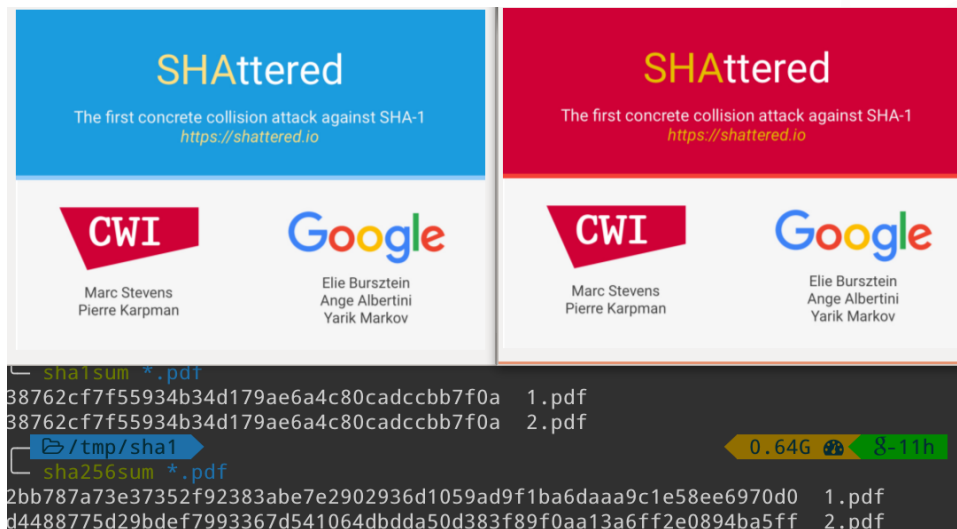 SHAttered
The first concrete collision attack against SHA-1
https://shattered.io
CWI
Marc Stevens
Pierre Karpman
Google
Elie Bursztein
Ange Albertini
Yarik Markov
SHAttered
The first concrete collision attack against SHA-1
https://shattered.io
CWI
Marc Stevens
Pierre Karpman
Google
Elie Bursztein
Ange Albertini
Yarik Markov
sha1sum *.pdf
38762cf7f55934b34d179ae6a4c80cadccbb7f0a 1.pdf
38762cf7f55934b34d179ae6a4c80cadccbb7f0a 2.pdf
/tmp/sha1 0.64G 8-11h
sha256sum *.pdf
2bb787a73e37352f92383abe7e2902936d1059ad9f1ba6daaa9c1e58ee6970d0 1.pdf
d4488775d29bdef7993367d541064dbdda50d383f89f0aa13a6ff2e0894ba5ff 2.pdf